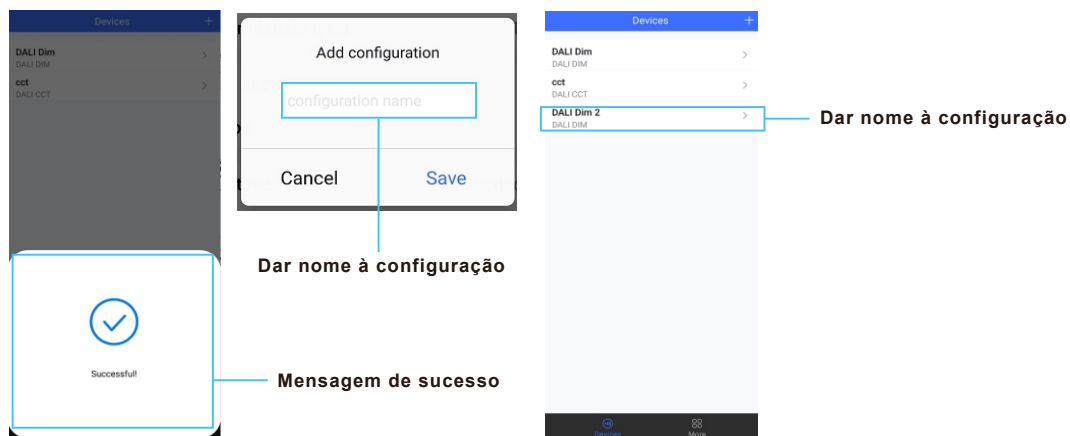 Devices +
DALI Dim
DALI DIM
cct
DALI CCT
Successful!
Mensagem de sucesso
Add configuration
configuration name
Cancel
Save
Dar nome à configuração
Devices +
DALI Dim
DALI DIM
cct
DALI CCT
DALI Dim 2
DALI DIM
Devices
More
Dar nome à configuração